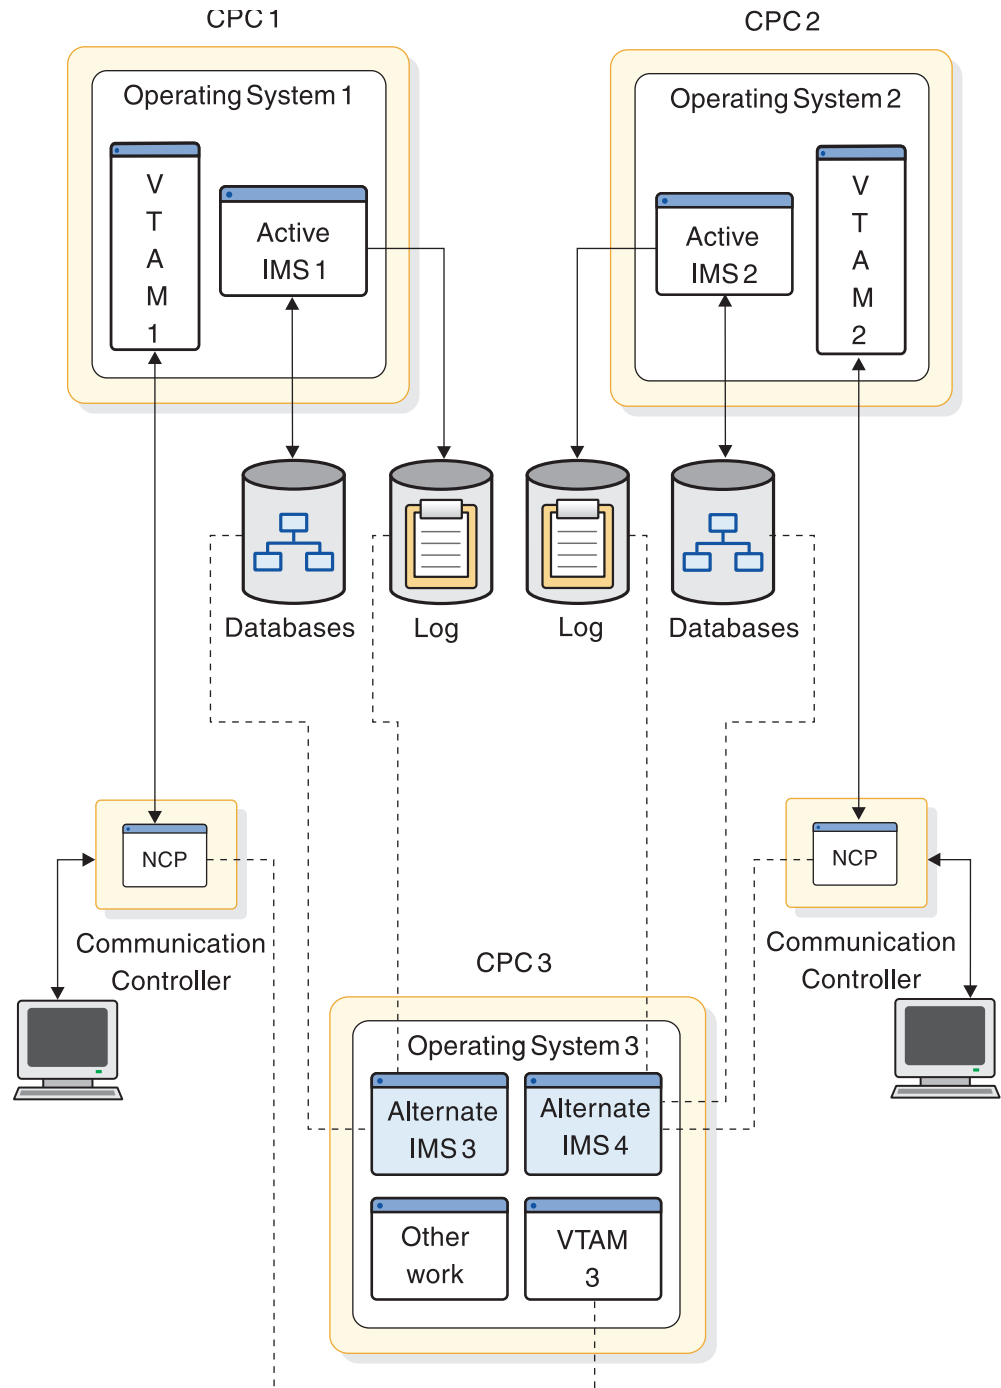 CPC 1
CPC 2
Operating System 1
Operating System 2
V
T
A
M
1
Active
IMS 1
Active
IMS 2
V
T
A
M
2
Databases
Log
Log
Databases
NCP
NCP
Communication
Controller
Communication
Controller
CPC 3
Operating System 3
Alternate
IMS 3
Alternate
IMS 4
Other
work
VTAM
3